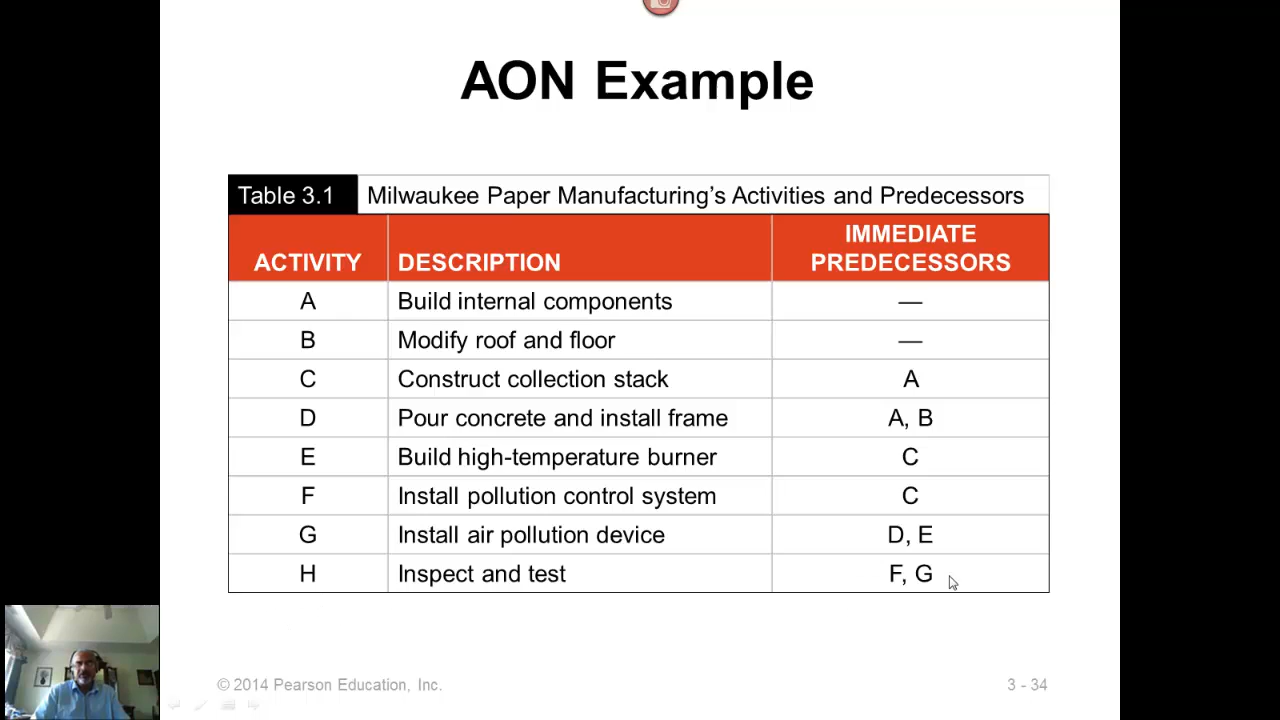 AON Example
Table 3.1 Milwaukee Paper Manufacturing’s Activities and Predecessors
ACTIVITY DESCRIPTION IMMEDIATE PREDECESSORS
A Build internal components —
B Modify roof and floor —
C Construct collection stack A
D Pour concrete and install frame A, B
E Build high-temperature burner C
F Install pollution control system C
G Install air pollution device D, E
H Inspect and test F, G
© 2014 Pearson Education, Inc. 3 - 34